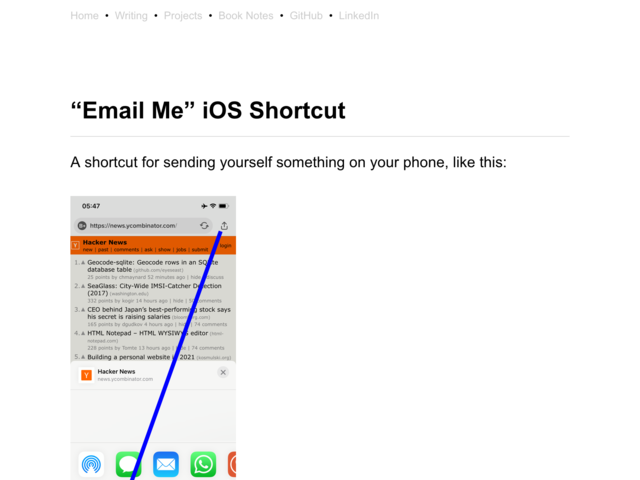 Home • Writing • Projects • Book Notes • GitHub • LinkedIn
“Email Me” iOS Shortcut
A shortcut for sending yourself something on your phone, like this:
05:47
https://news.ycombinator.com/
Hacker News
new | past | comments | ask | show | jobs | submit login
1. Geocode-sqlite: Geocode rows in an SQLite
database table (github.com/noxeeast)
25 points by chmaynard 52 minutes ago | hide | discuss
2. SeaGlass: City-Wide IMSI-Catcher Detection
(2017) (washington.edu)
332 points by kogir 14 hours ago | hide | comments
3. CEO behind Japan's best-performing stock says
his secret is raising salaries (bloomberg.com)
165 points by dgudkov 4 hours ago | hide | 74 comments
4. HTML Notepad – HTML WYSIWYG editor (html-
notepad.com)
228 points by Tomte 13 hours ago | hide | 74 comments
5. Building a personal website in 2021 (kuomolski.org)
Hacker News
news.ycombinator.com